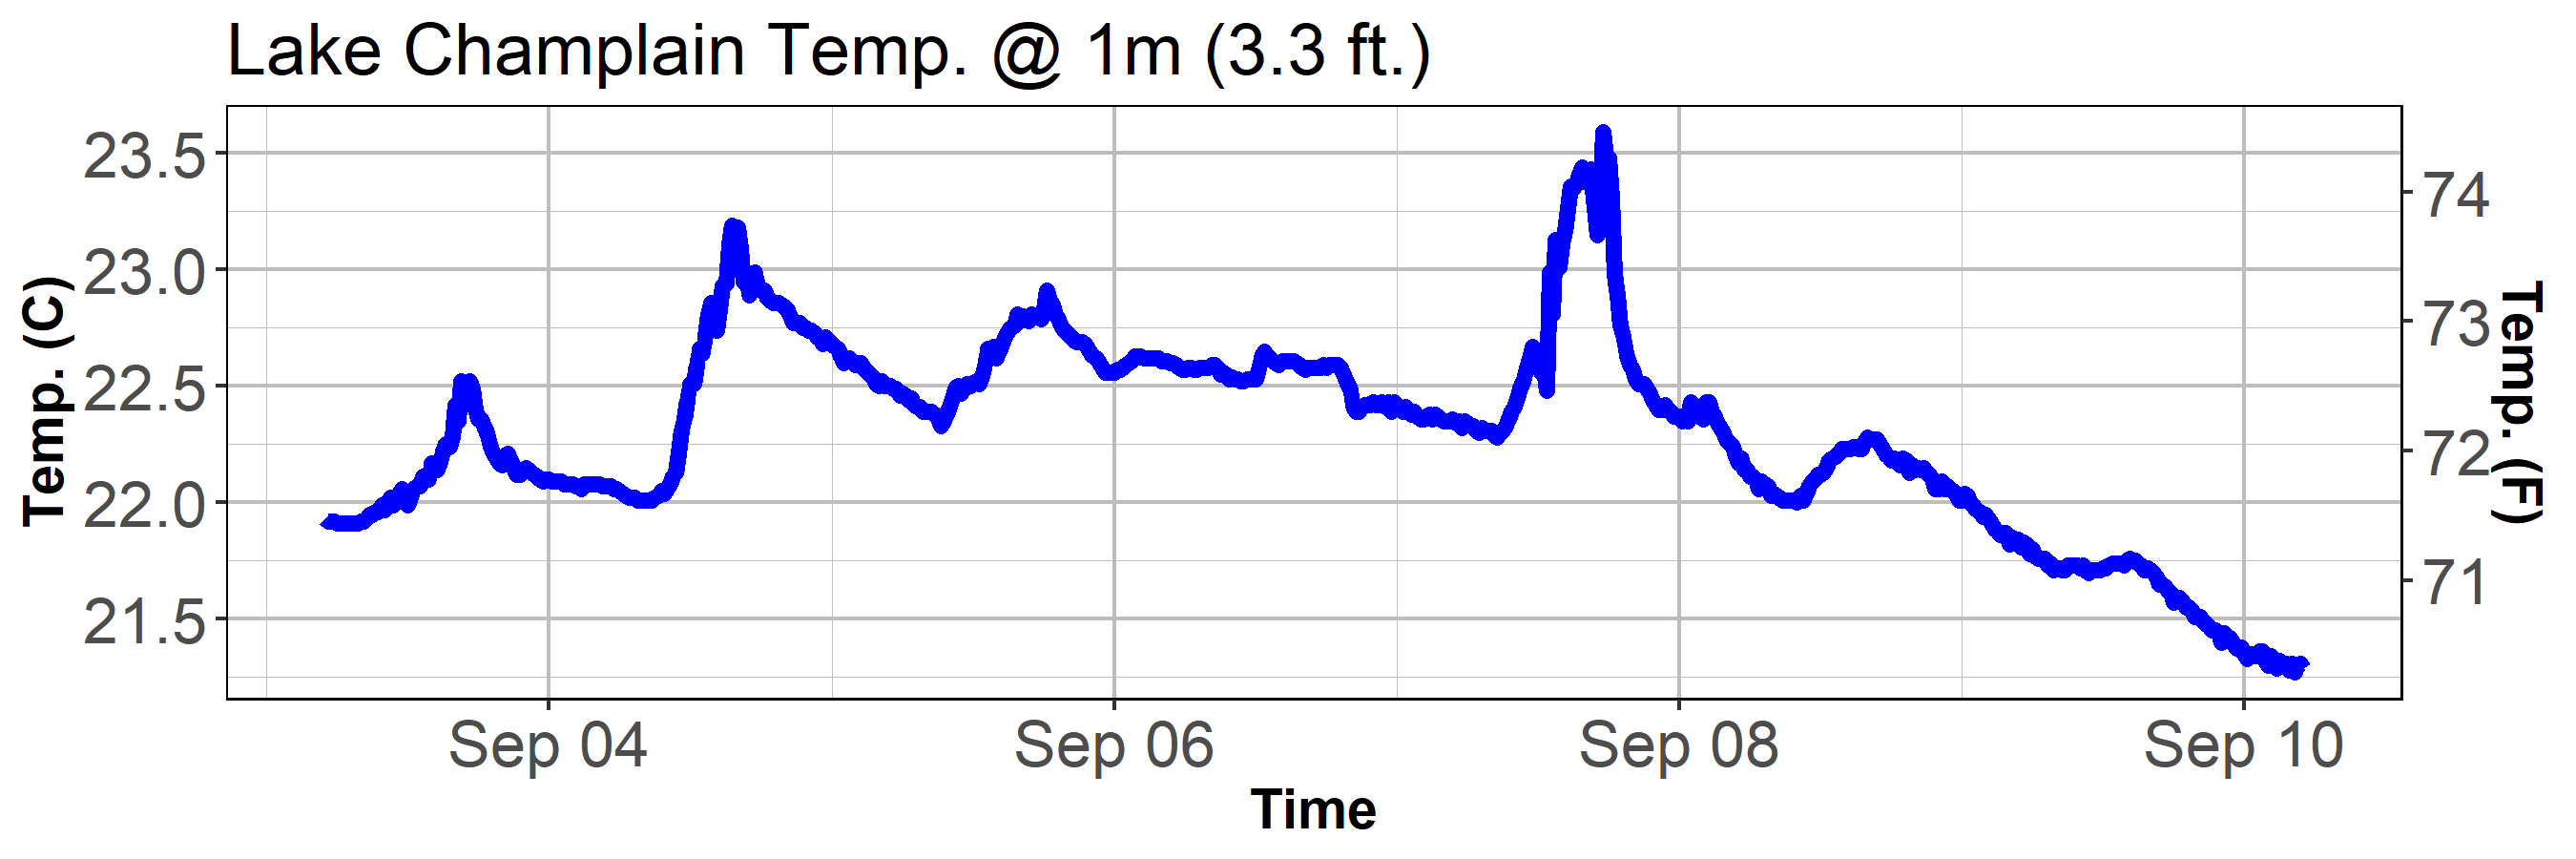 Lake Champlain Temp. @ 1m (3.3 ft.)
23.5
23.0
22.5
22.0
21.5
Temp. (C)
74
73
72
71
Temp. (F)
Sep 04 Sep 06 Sep 08 Sep 10
Time